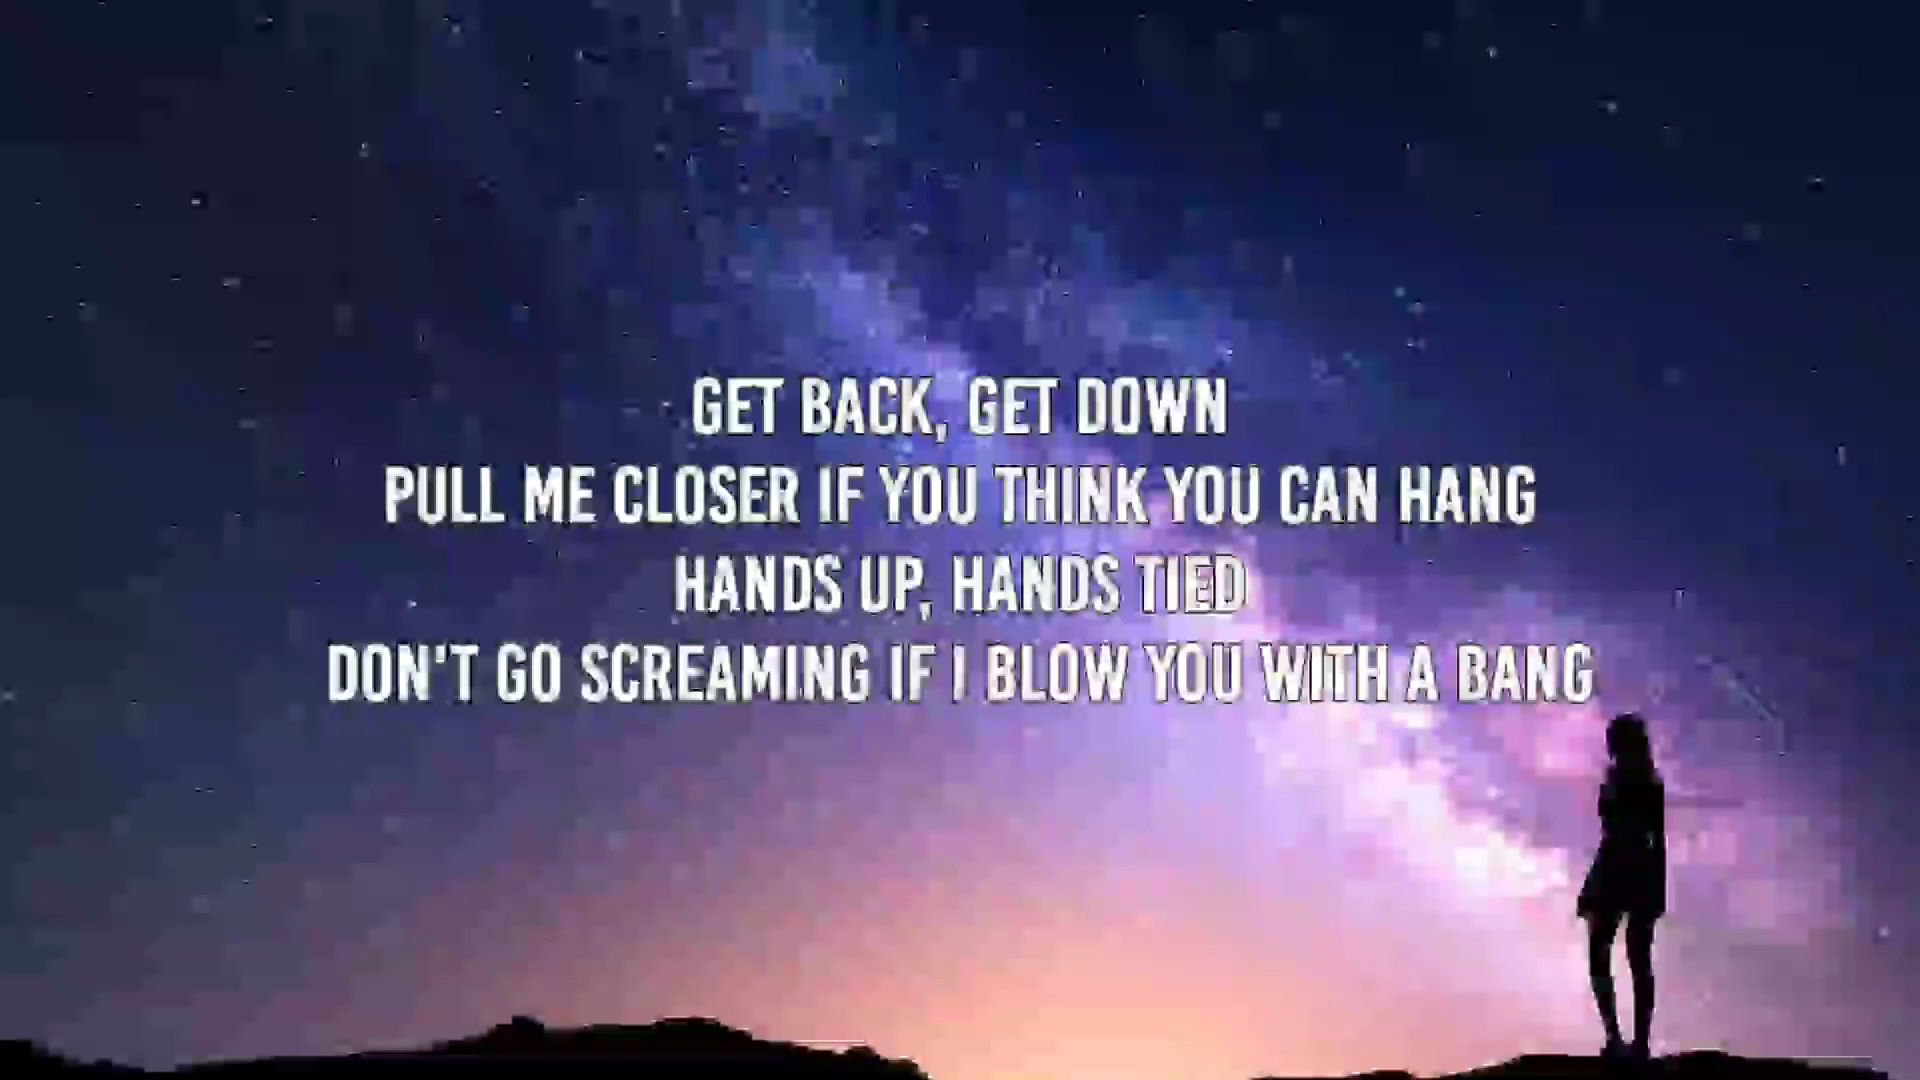 GET BACK, GET DOWN
PULL ME CLOSER IF YOU THINK YOU CAN HANG
HANDS UP, HANDS TIED
DON'T GO SCREAMING IF I BLOW YOU WITH A BANG